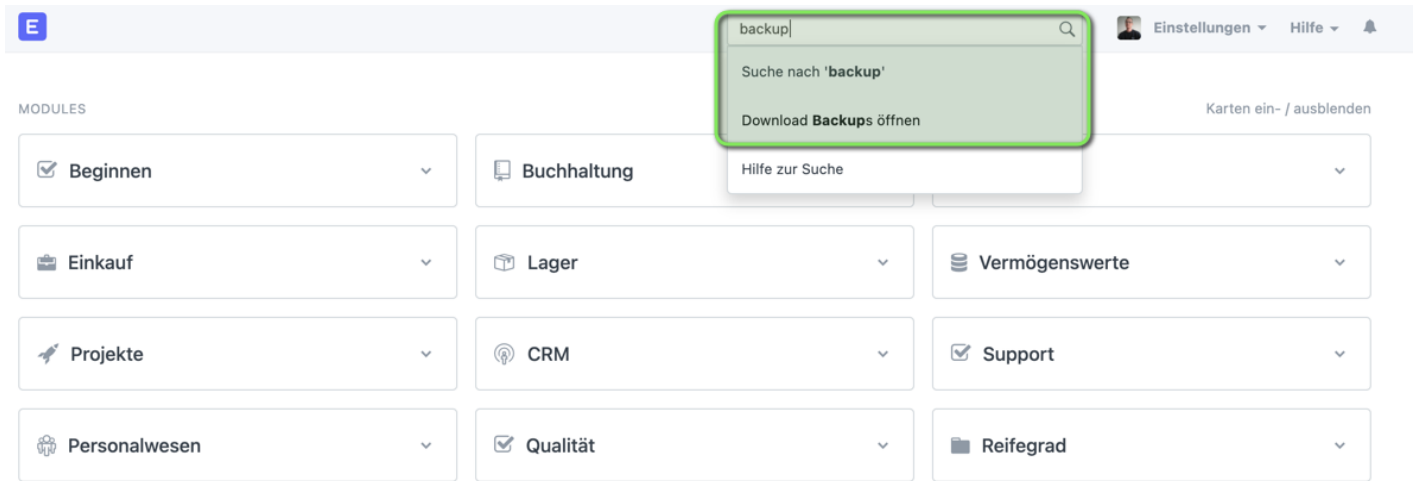 E
backup
Einstellungen
Hilfe
Suche nach 'backup'
Download Backups öffnen
Hilfe zur Suche
MODULES
Karten ein- / ausblenden
Beginnen
Buchhaltung
Einkauf
Lager
Vermögenswerte
Projekte
CRM
Support
Personalwesen
Qualität
Reifegrad